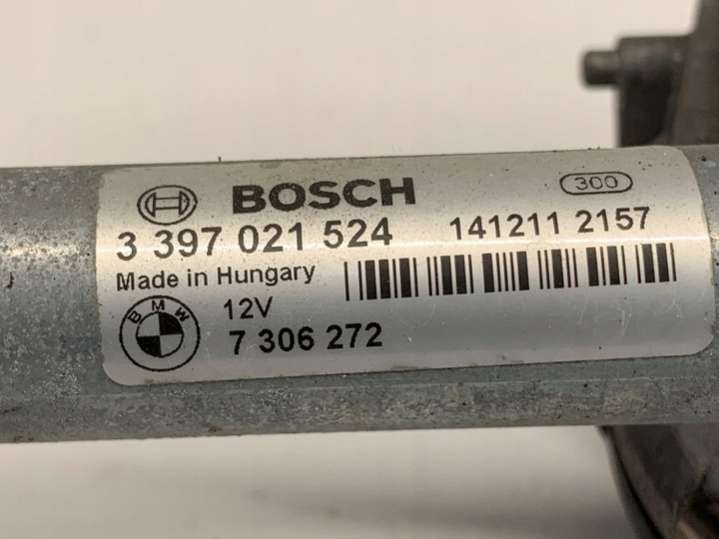 BOSCH 300
3 397 021 524 141211 2157
Made in Hungary
BMW 12V
7 306 272